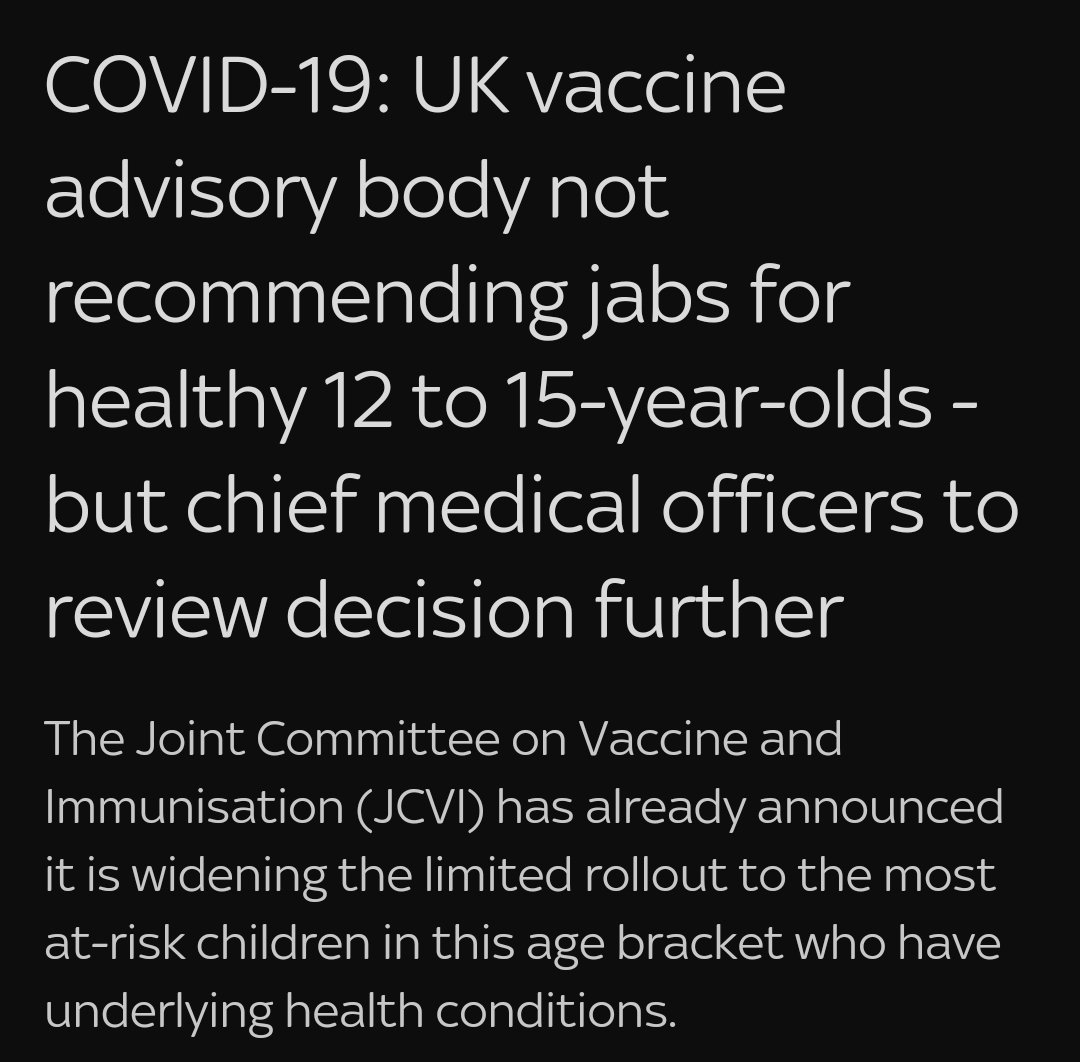 COVID-19: UK vaccine
advisory body not
recommending jabs for
healthy 12 to 15-year-olds -
but chief medical officers to
review decision further
The Joint Committee on Vaccine and
Immunisation (JCVI) has already announced
it is widening the limited rollout to the most
at-risk children in this age bracket who have
underlying health conditions.